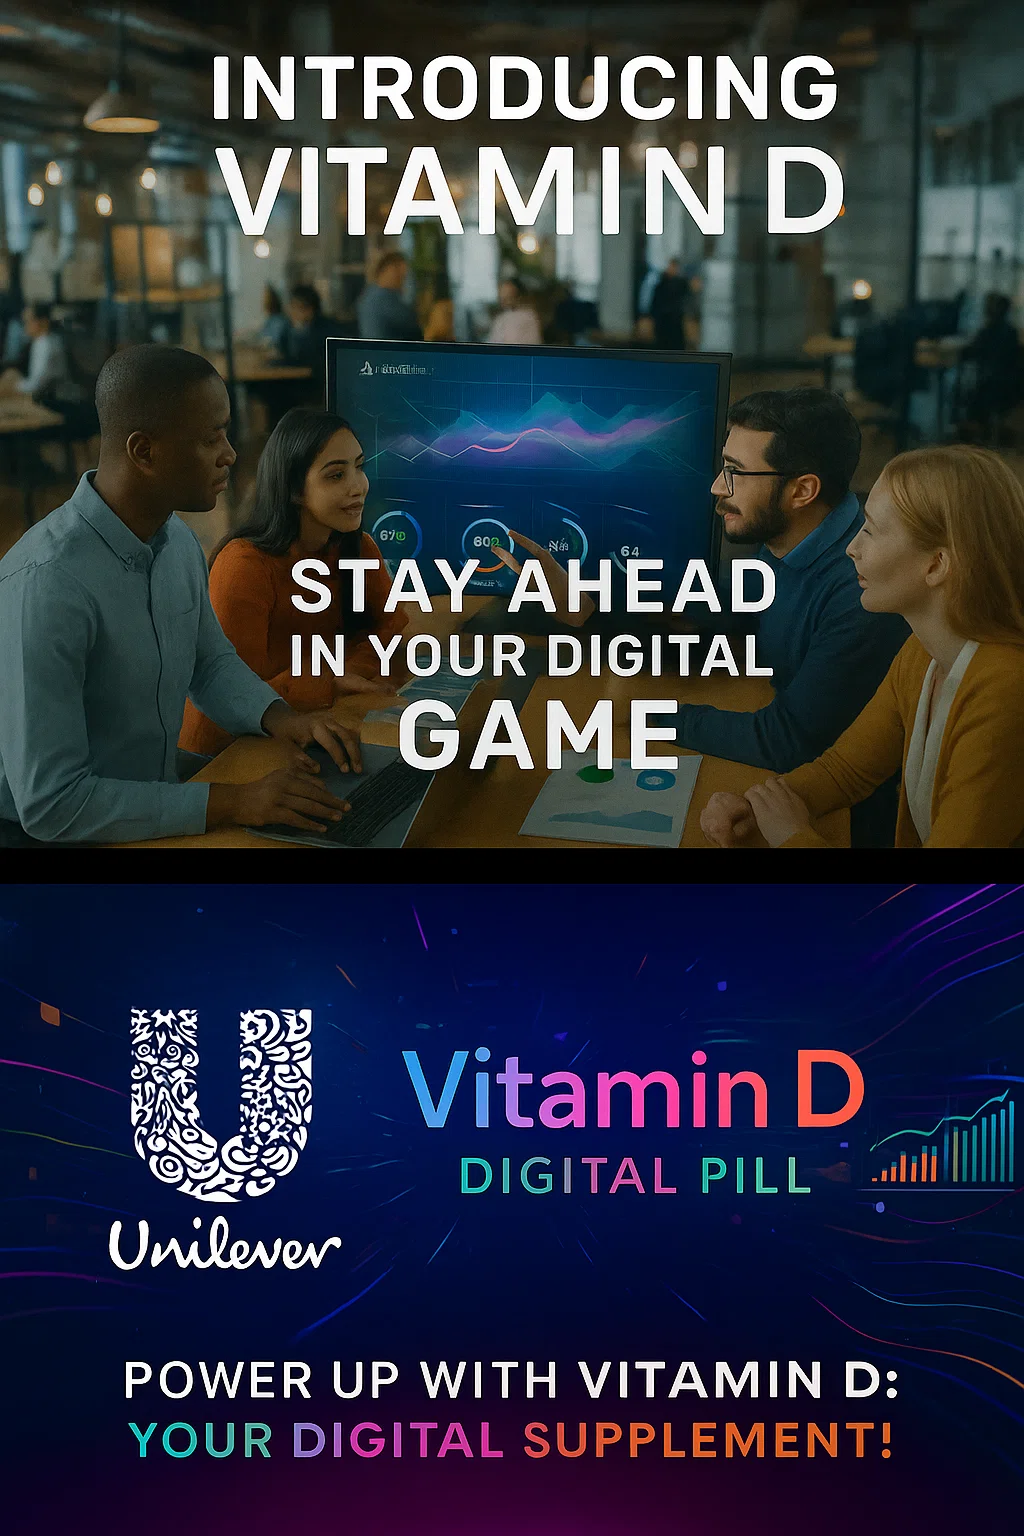 INTRODUCING
VITAMIN D
64
STAY AHEAD
IN YOUR DIGITAL
GAME
Unilever
Vitamin D
DIGITAL PILL
POWER UP WITH VITAMIN D:
YOUR DIGITAL SUPPLEMENT!